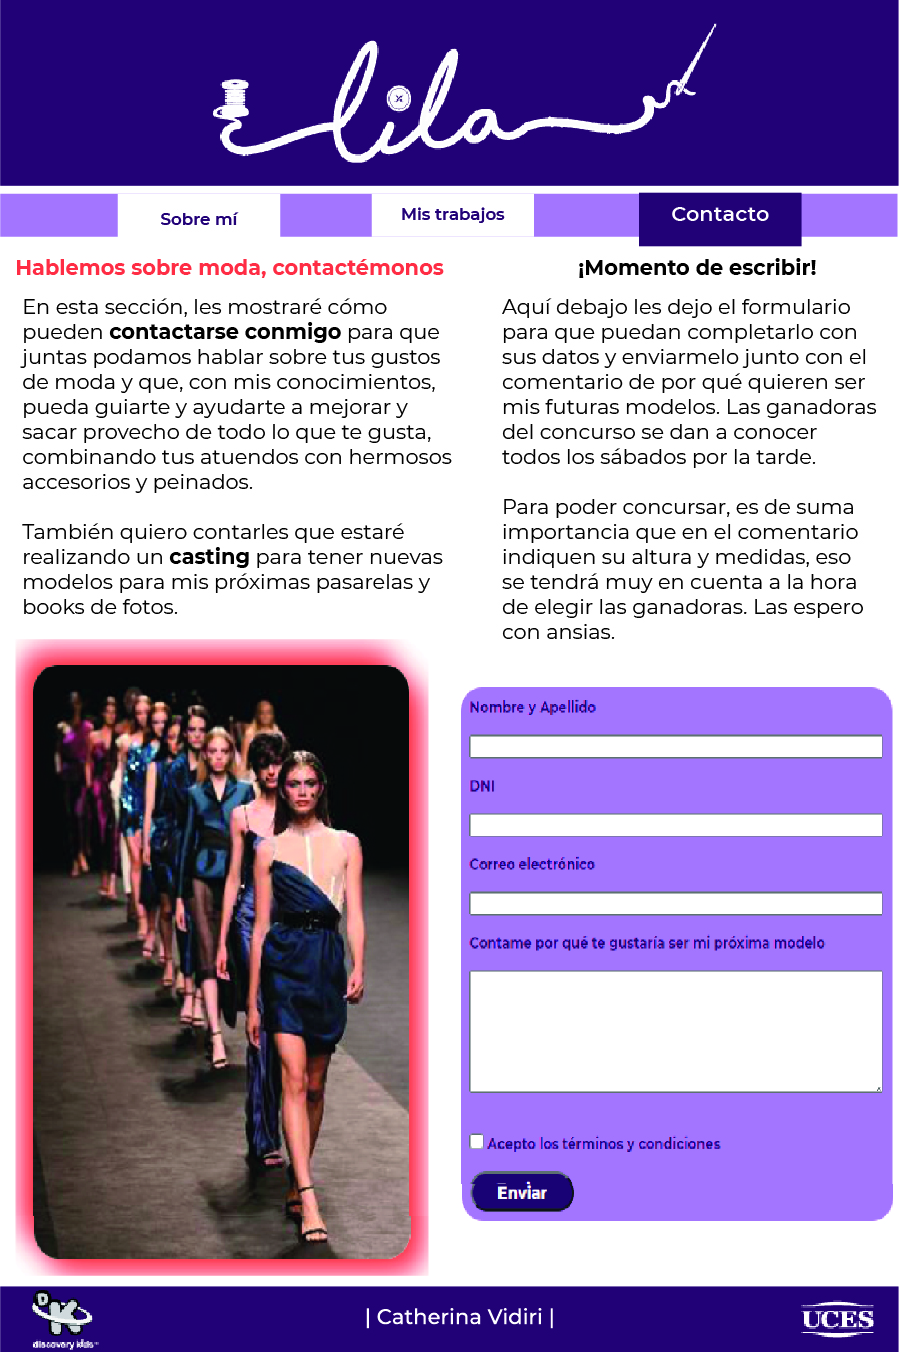 lila
Sobre mí
Mis trabajos
Contacto
Hablemos sobre moda, contactémonos
En esta sección, les mostraré cómo
pueden contactarse conmigo para que
juntas podamos hablar sobre tus gustos
de moda y que, con mis conocimientos,
pueda guiarte y ayudarte a mejorar y
sacar provecho de todo lo que te gusta,
combinando tus atuendos con hermosos
accesorios y peinados.
También quiero contarles que estaré
realizando un casting para tener nuevas
modelos para mis próximas pasarelas y
books de fotos.
¡Momento de escribir!
Aquí debajo les dejo el formulario
para que puedan completarlo con
sus datos y enviarmelo junto con el
comentario de por qué quieren ser
mis futuras modelos. Las ganadoras
del concurso se dan a conocer
todos los sábados por la tarde.
Para poder concursar, es de suma
importancia que en el comentario
indiquen su altura y medidas, eso
se tendrá muy en cuenta a la hora
de elegir las ganadoras. Las espero
con ansias.
Nombre y Apellido
DNI
Correo electrónico
Contame por qué te gustaría ser mi próxima modelo
Acepto los términos y condiciones
Enviar
DK
discovery kids™
| Catherina Vidiri |
UCES